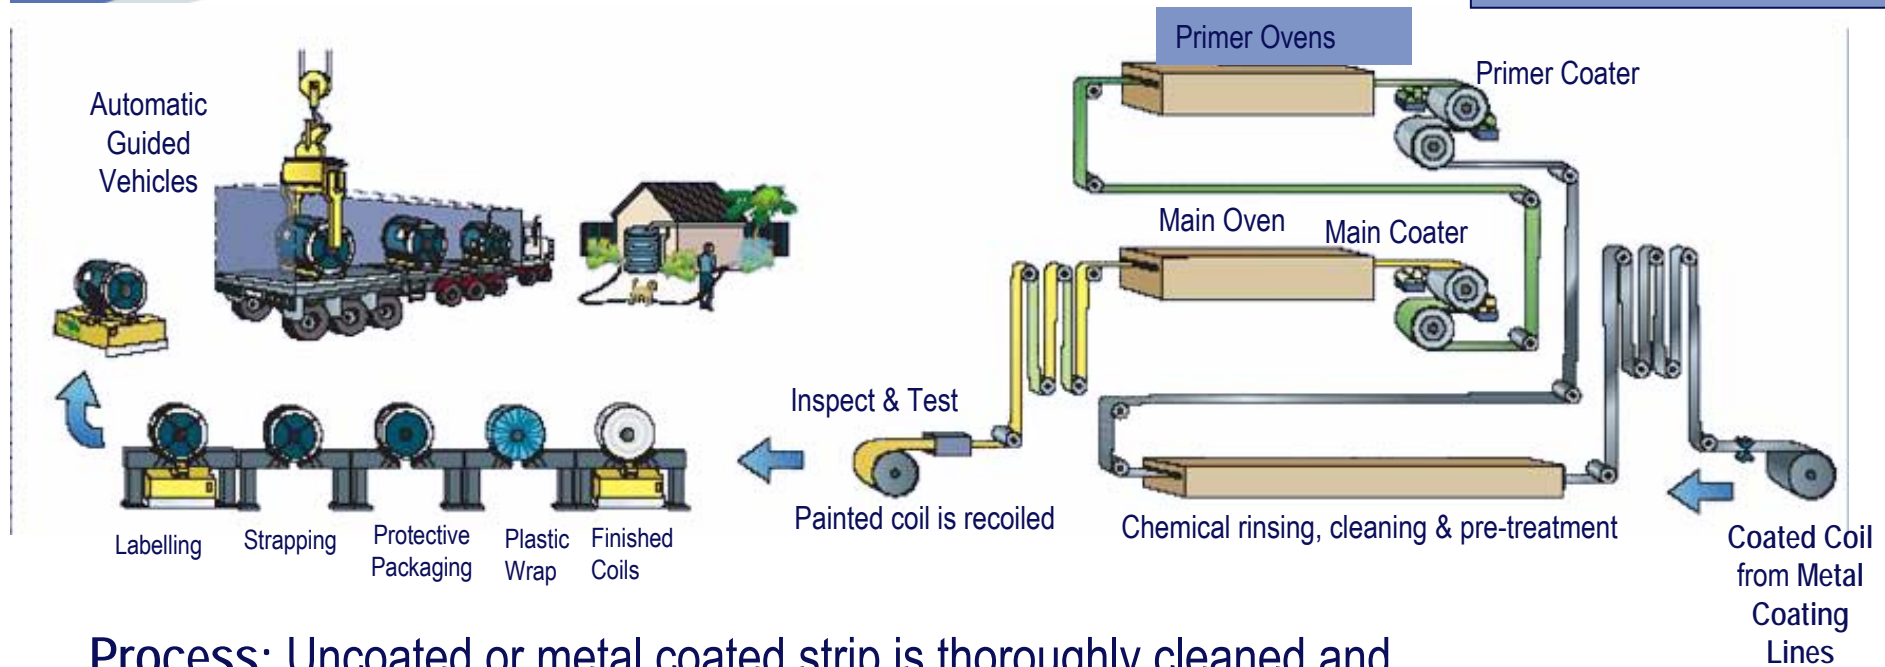 Primer Ovens
Primer Coater
Automatic
Guided
Vehicles
Main Oven
Main Coater
Inspect & Test
Painted coil is recoiled
Chemical rinsing, cleaning & pre-treatment
Coated Coil
from Metal
Coating
Lines
Labelling
Strapping
Protective
Packaging
Plastic
Wrap
Finished
Coils
Process: Uncoated or metal coated strip is thoroughly cleaned and